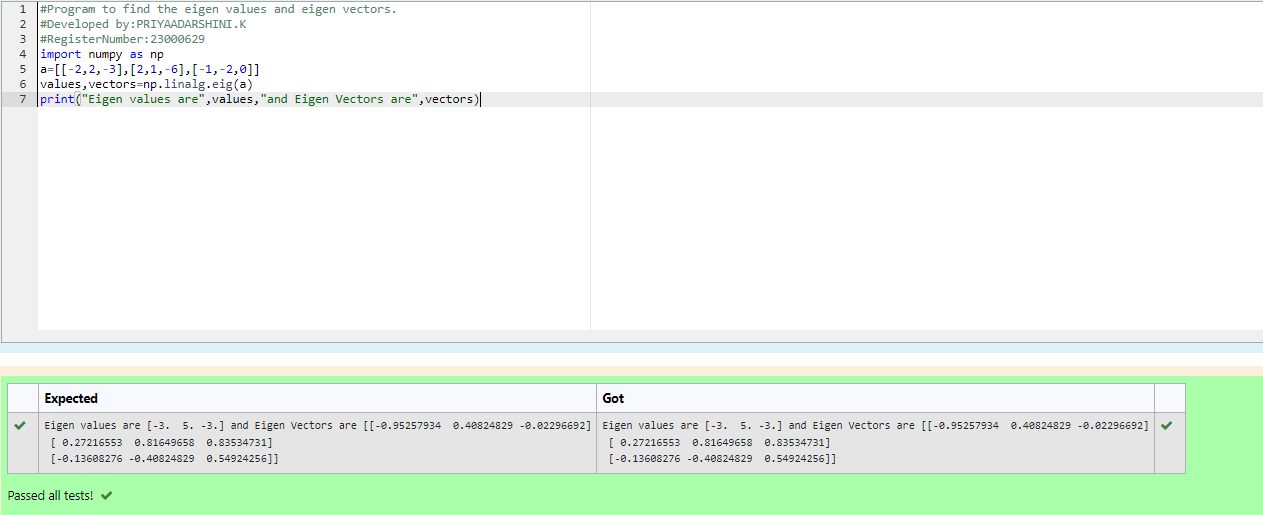 1 #Program to find the eigen values and eigen vectors.
2 #Developed by:PRIYAADARSHINI.K
3 #RegisterNumber:23000629
4 import numpy as np
5 a=[[-2,2,-3],[2,1,-6],[-1,-2,0]]
6 values,vectors=np.linalg.eig(a)
7 print("Eigen values are",values,"and Eigen Vectors are",vectors)
Expected Got
Eigen values are [-3.  5. -3.] and Eigen Vectors are [[-0.95257934  0.40824829 -0.02296692] Eigen values are [-3.  5. -3.] and Eigen Vectors are [[-0.95257934  0.40824829 -0.02296692]
[ 0.27216553  0.81649658  0.83534731] [ 0.27216553  0.81649658  0.83534731]
[-0.13608276 -0.40824829  0.54924256]] [-0.13608276 -0.40824829  0.54924256]]
Passed all tests!